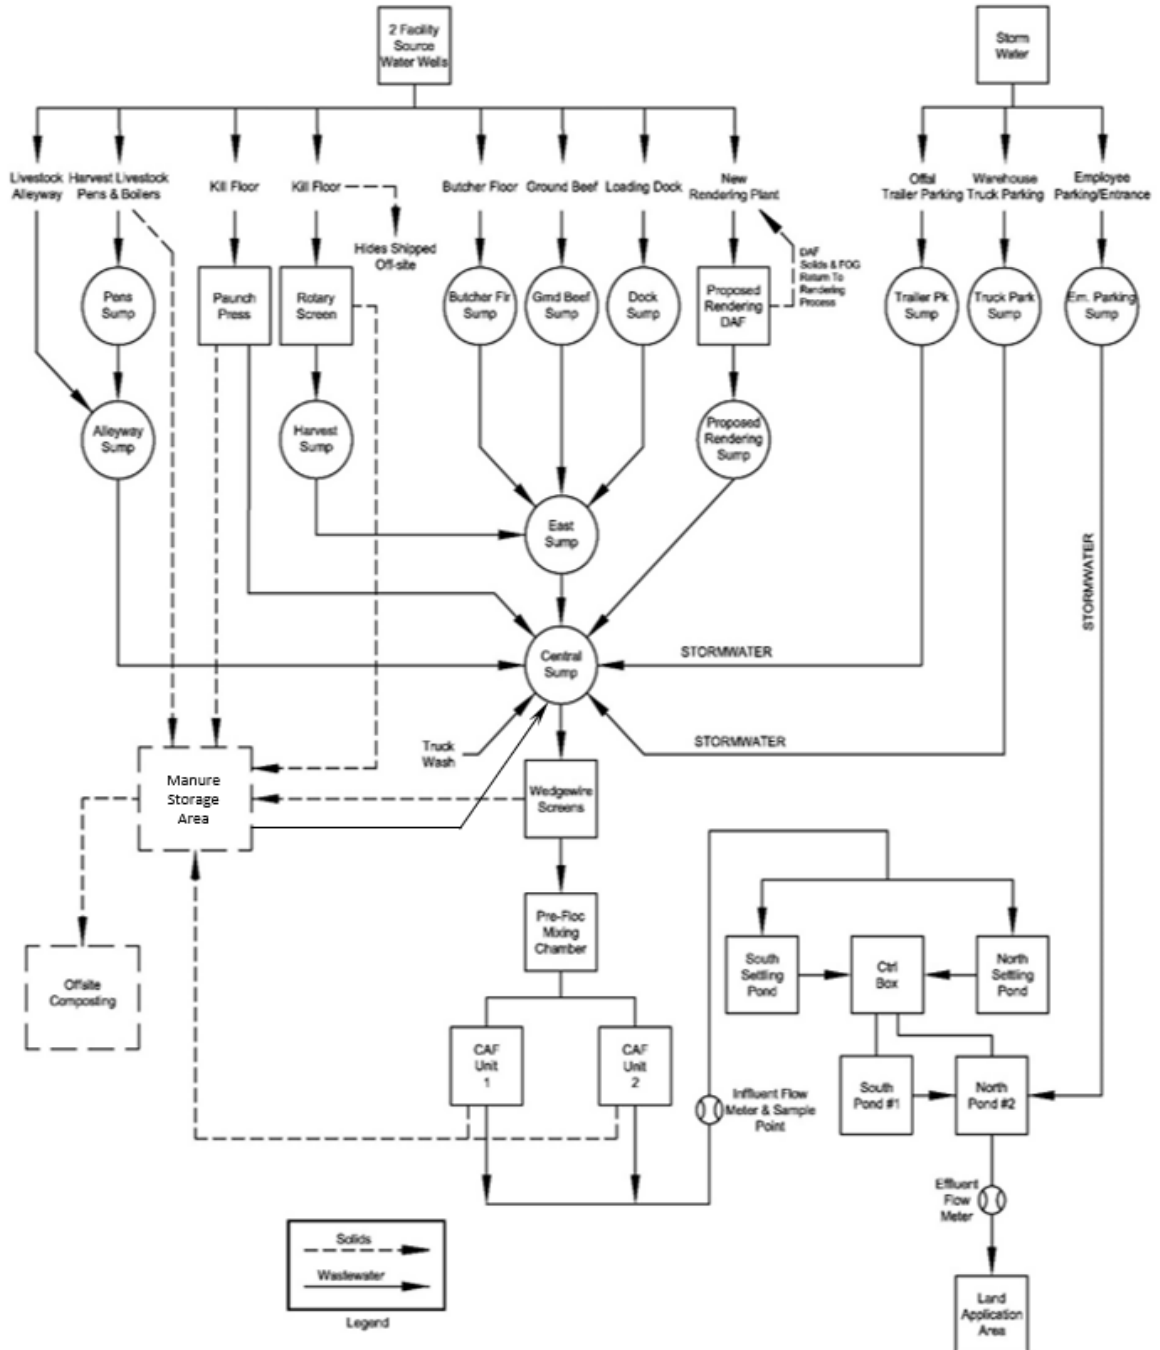 2 Facility
Source
Water Wells
Storm
Water
Livestock
Alleyway
Harvest Livestock
Pens & Boilers
Kill Floor
Kill Floor
Butcher Floor
Ground Beef
Loading Dock
New
Rendering Plant
Offal
Trailer Parking
Warehouse
Truck Parking
Employee
Parking/Entrance
Hides Shipped
Off-site
DAF
Solids & FOG
Return To
Rendering
Process
Pens
Sump
Paunch
Press
Rotary
Screen
Butcher Flr
Sump
Grnd Beef
Sump
Dock
Sump
Proposed
Rendering
DAF
Trailer Pk
Sump
Truck Park
Sump
Em. Parking
Sump
Alleyway
Sump
Harvest
Sump
Proposed
Rendering
Sump
East
Sump
STORMWATER
Central
Sump
STORMWATER
STORMWATER
Truck
Wash
Manure
Storage
Area
Wedgewire
Screens
Pre-Floc
Mixing
Chamber
Offsite
Composting
South
Settling
Pond
Ctrl
Box
North
Settling
Pond
CAF
Unit
1
CAF
Unit
2
Inffluent Flow
Meter & Sample
Point
South
Pond #1
North
Pond #2
Effluent
Flow
Meter
Solids
Wastewater
Legend
Land
Application
Area